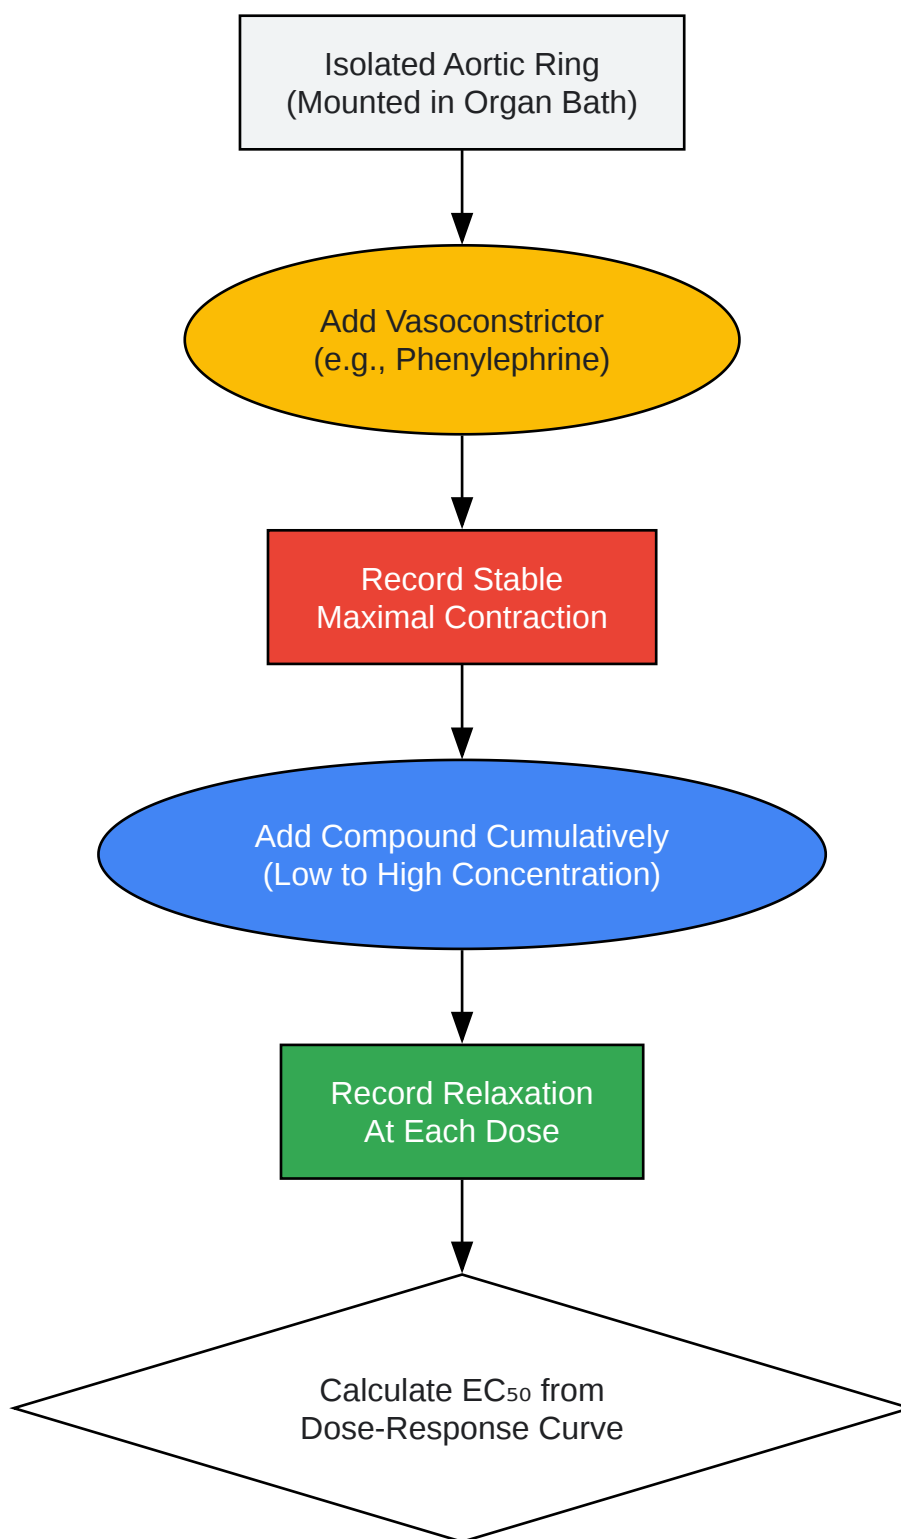 Isolated Aortic Ring
(Mounted in Organ Bath)
Add Vasoconstrictor
(e.g., Phenylephrine)
Record Stable
Maximal Contraction
Add Compound Cumulatively
(Low to High Concentration)
Record Relaxation
At Each Dose
Calculate EC₅₀ from
Dose-Response Curve